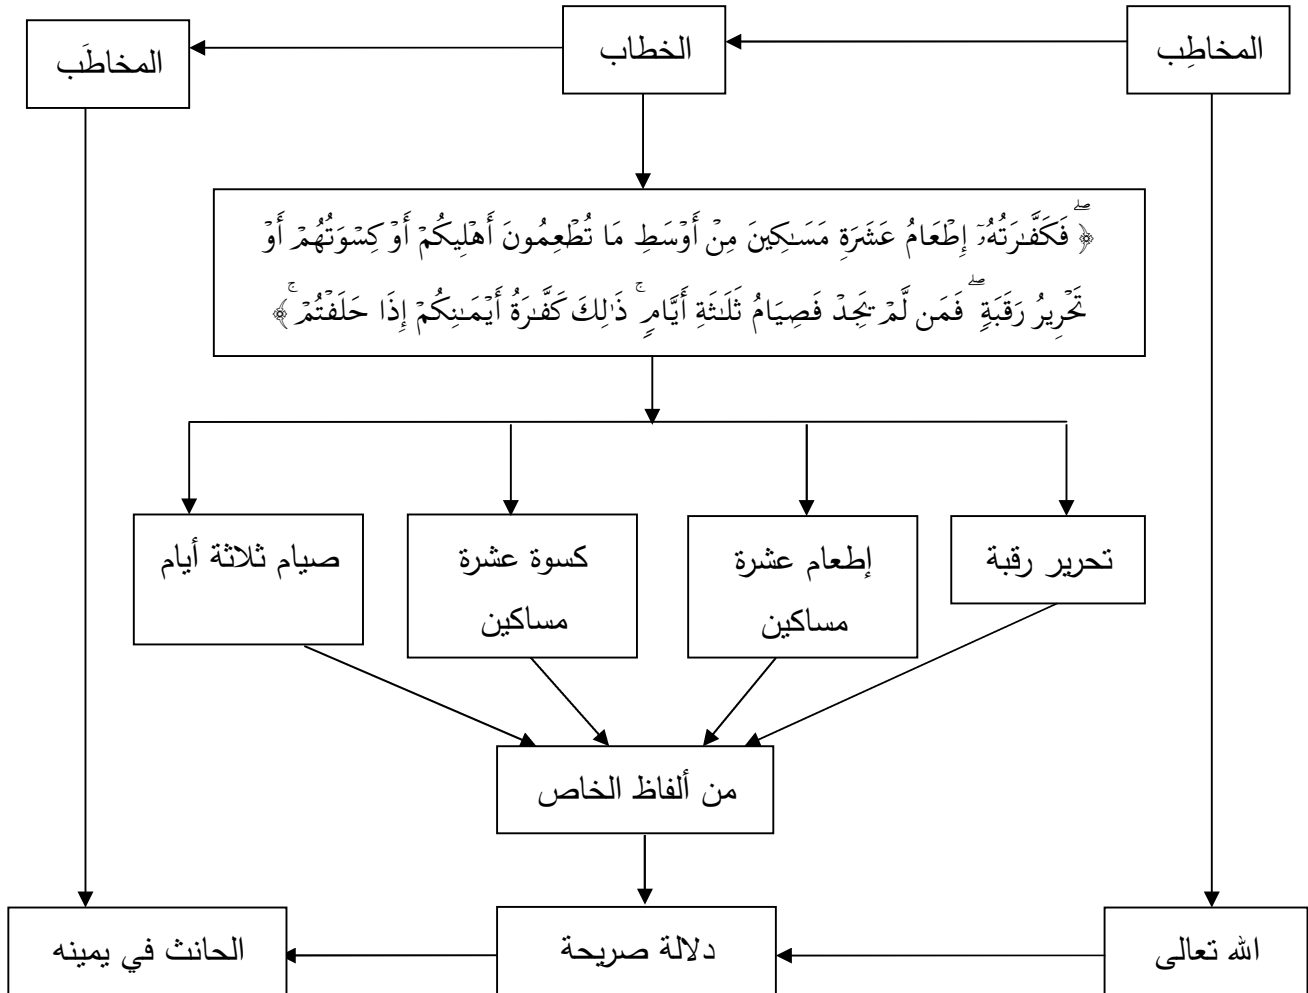 المخاطِب
الخطاب
المخاطَب
﴿ۖ فَكَفَّـٰرَتُهُۥٓ إِطْعَامُ عَشَرَةِ مَسَـٰكِينَ مِنْ أَوْسَطِ مَا تُطْعِمُونَ أَهْلِيكُمْ أَوْ كِسْوَتُهُمْ أَوْ
تَحْرِيرُ رَقَبَةٍۖ فَمَن لَّمْ يَجِدْ فَصِيَامُ ثَلَـٰثَةِ أَيَّامٍۚ ذَٰلِكَ كَفَّـٰرَةُ أَيْمَـٰنِكُمْ إِذَا حَلَفْتُمْۚ ﴾
تحرير رقبة
إطعام عشرة
مساكين
كسوة عشرة
مساكين
صيام ثلاثة أيام
من ألفاظ الخاص
الله تعالى
دلالة صريحة
الحانث في يمينه